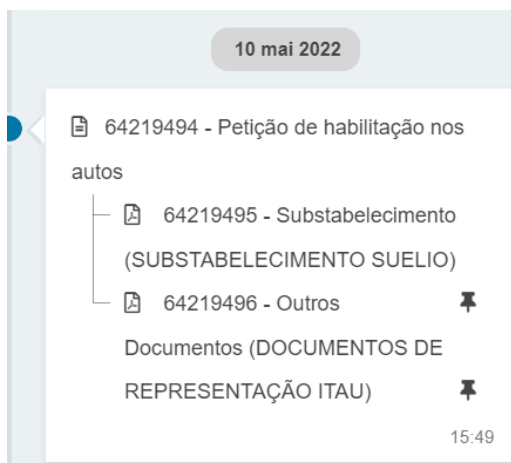 10 mai 2022
64219494 - Petição de habilitação nos
autos
64219495 - Substabelecimento
(SUBSTABELECIMENTO SUELIO)
64219496 - Outros
Documentos (DOCUMENTOS DE
REPRESENTAÇÃO ITAU)
15:49